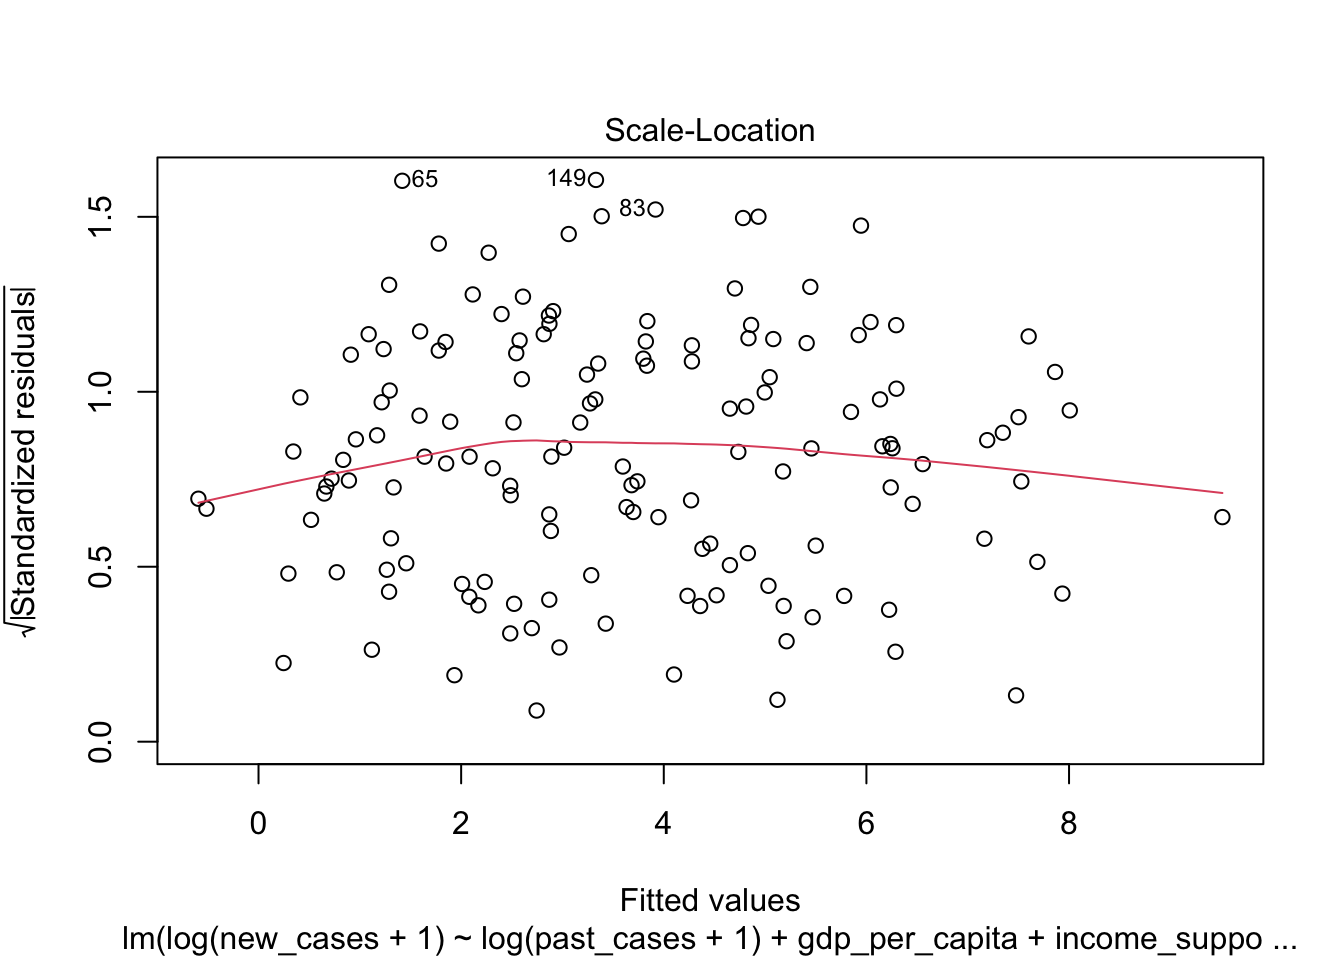 Scale-Location
√|Standardized residuals|
1.5
1.0
0.5
0.0
65
149
83
0 2 4 6 8
Fitted values
lm(log(new_cases + 1) ~ log(past_cases + 1) + gdp_per_capita + income_suppo ...